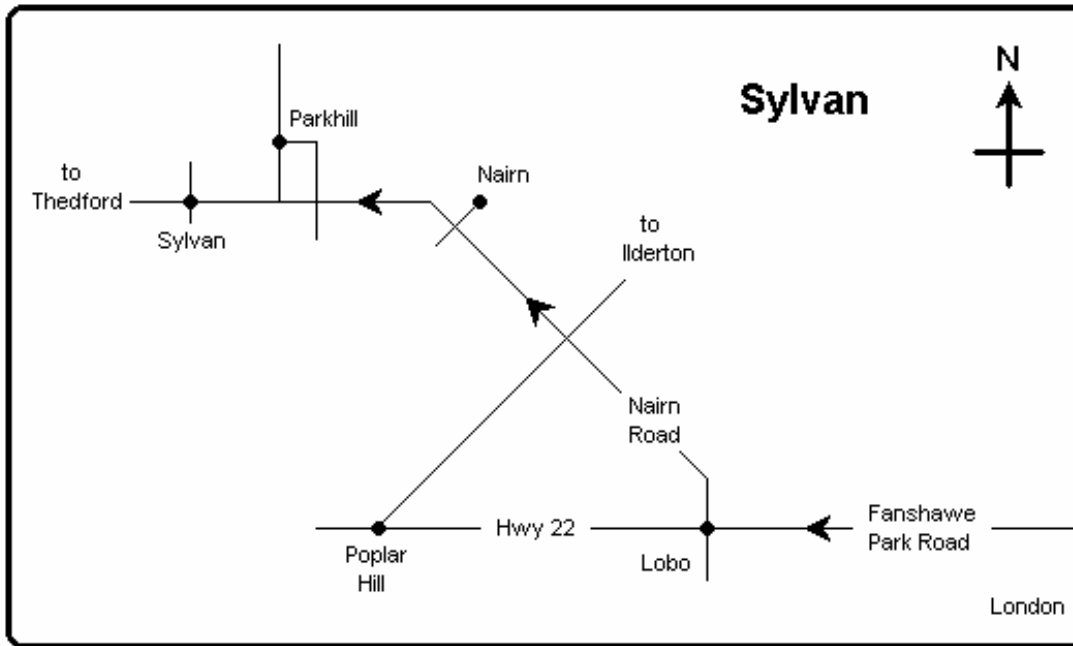 Sylvan
N
Parkhill
to
Thedford
Nairn
Sylvan
to
Ilderton
Nairn
Road
Hwy 22
Fanshawe
Park Road
Poplar
Hill
Lobo
London